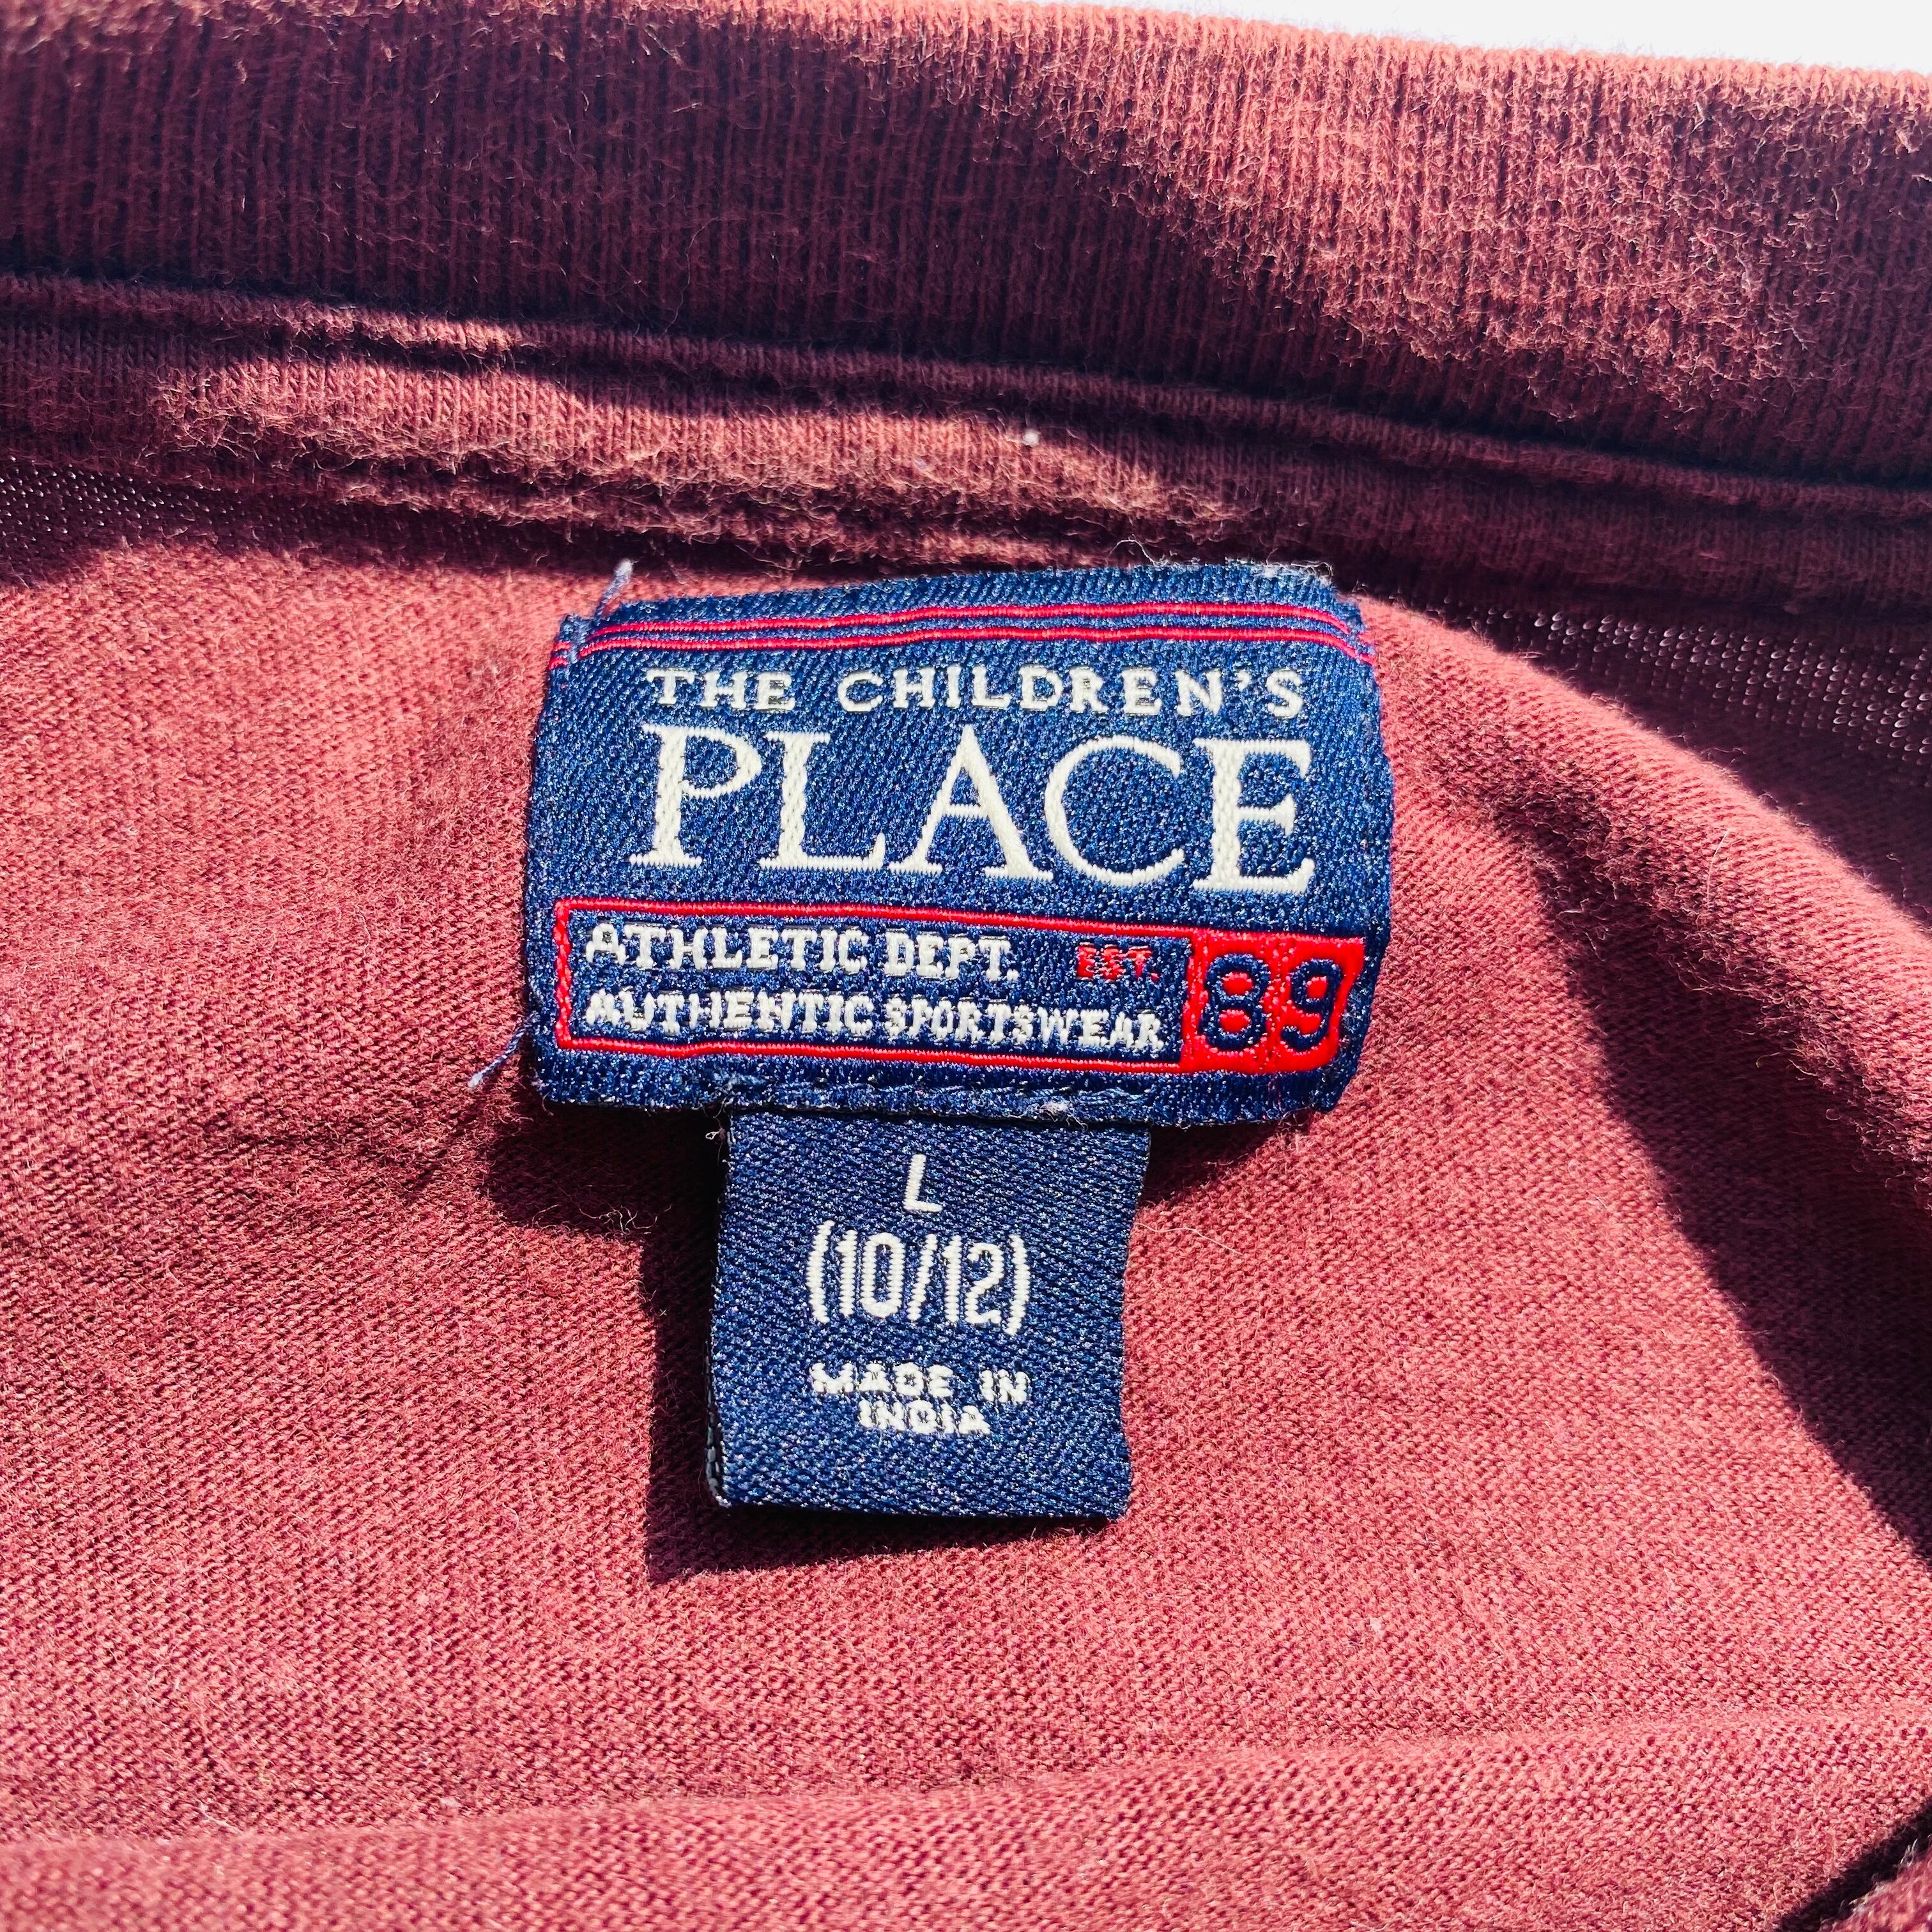 THE CHILDREN'S
PLACE
ATHLETIC DEPT. EST. 89
AUTHENTIC SPORTSWEAR
L
(10/12)
MADE IN
INDIA